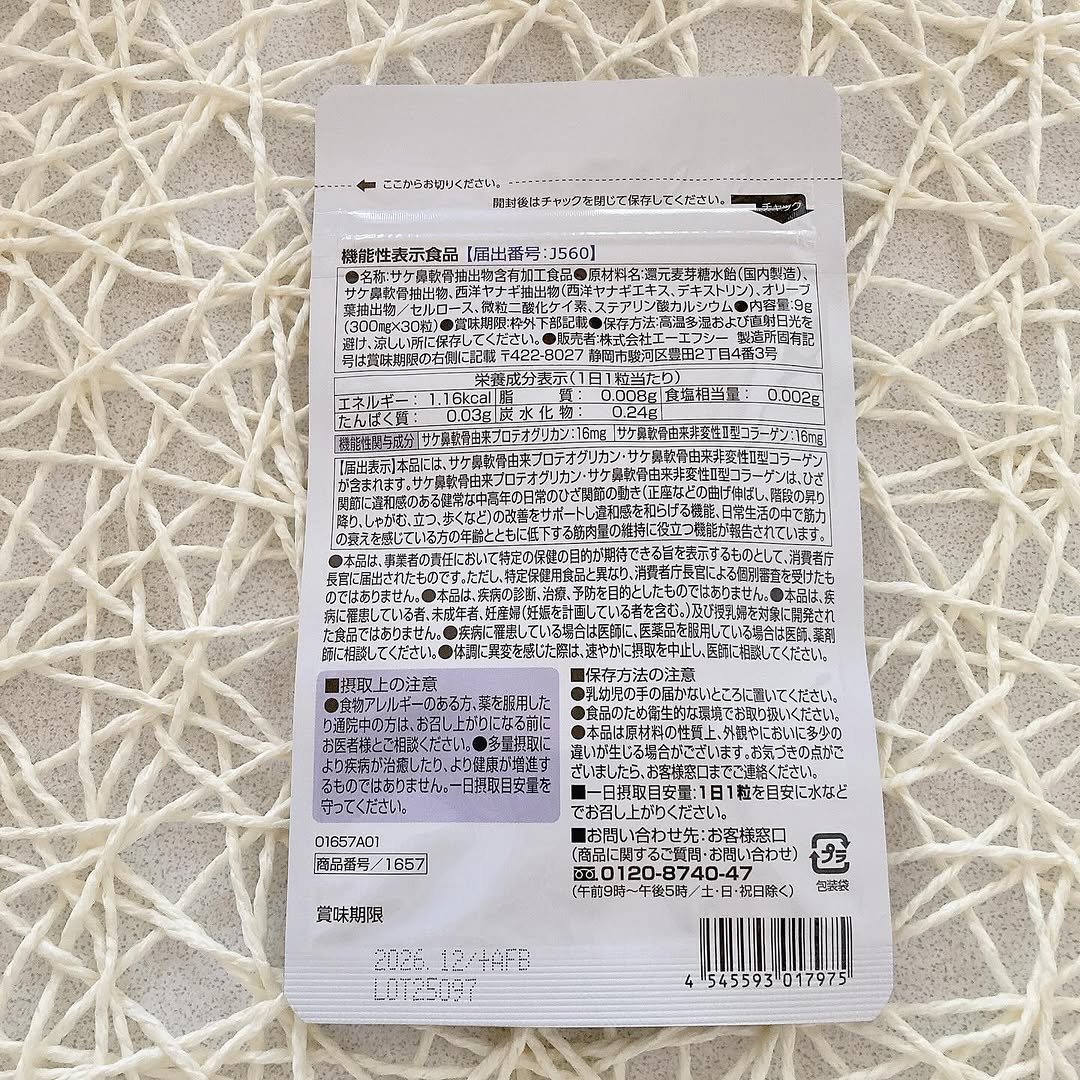 ここからお切りください。
開封後はチャックを閉じて保存してください。
チャック
機能性表示食品【届出番号:J560】
●名称:サケ鼻軟骨抽出物含有加工食品●原材料名:還元麦芽糖水飴(国内製造)、
サケ鼻軟骨抽出物、西洋ヤナギ抽出物(西洋ヤナギエキス、デキストリン)、オリーブ
葉抽出物/セルロース、微粒二酸化ケイ素、ステアリン酸カルシウム●内容量:9g
(300mg×30粒)●賞味期限:枠外下部記載●保存方法:高温多湿および直射日光を
避け、涼しい所に保存してください。●販売者:株式会社エーエフシー 製造所固有記
号は賞味期限の右側に記載 〒422-8027 静岡市駿河区豊田2丁目4番3号
栄養成分表示(1日1粒当たり)
エネルギー: 1.16kcal 脂質: 0.008g 食塩相当量: 0.002g
たんぱく質: 0.03g 炭水化物: 0.24g
機能性関与成分 サケ鼻軟骨由来プロテオグリカン:16mg サケ鼻軟骨由来非変性Ⅱ型コラーゲン:16mg
【届出表示】本品には、サケ鼻軟骨由来プロテオグリカン・サケ鼻軟骨由来非変性Ⅱ型コラーゲン
が含まれます。サケ鼻軟骨由来プロテオグリカン・サケ鼻軟骨由来非変性Ⅱ型コラーゲンは、ひざ
関節に違和感のある健常な中高年の日常のひざ関節の動き(正座などの曲げ伸ばし、階段の昇り
降り、しゃがむ、立つ、歩くなど)の改善をサポートし違和感を和らげる機能、日常生活の中で筋力
の衰えを感じている方の年齢とともに低下する筋肉量の維持に役立つ機能が報告されています。
●本品は、事業者の責任において特定の保健の目的が期待できる旨を表示するものとして、消費者庁
長官に届出されたものです。ただし、特定保健用食品と異なり、消費者庁長官による個別審査を受けたも
のではありません。●本品は、疾病の診断、治療、予防を目的としたものではありません。●本品は、疾
病に罹患している者、未成年者、妊産婦(妊娠を計画している者を含む。)及び授乳婦を対象に開発され
た食品ではありません。●疾病に罹患している場合は医師に、医薬品を服用している場合は医師、薬剤
師に相談してください。●体調に異変を感じた際は、速やかに摂取を中止し、医師に相談してください。
■摂取上の注意
●食物アレルギーのある方、薬を服用した
り通院中の方は、お召し上がりになる前に
お医者様とご相談ください。●多量摂取に
より疾病が治癒したり、より健康が増進す
るものではありません。一日摂取目安量を
守ってください。
01657A01
商品番号/1657
賞味期限
2026.12/+AFB
LOT25097
■保存方法の注意
●乳幼児の手の届かないところに置いてください。
●食品のため衛生的な環境でお取り扱いください。
●本品は原材料の性質上、外観やにおいに多少の
違いが生じる場合がございます。お気づきの点がご
ざいましたら、お客様窓口までご連絡ください。
■一日摂取目安量:1日1粒を目安に水など
でお召し上がりください。
■お問い合わせ先:お客様窓口
(商品に関するご質問・お問い合わせ)
0120-8740-47
(午前9時〜午後5時/土・日・祝日除く)
プラ
包装袋
4 545593 017975